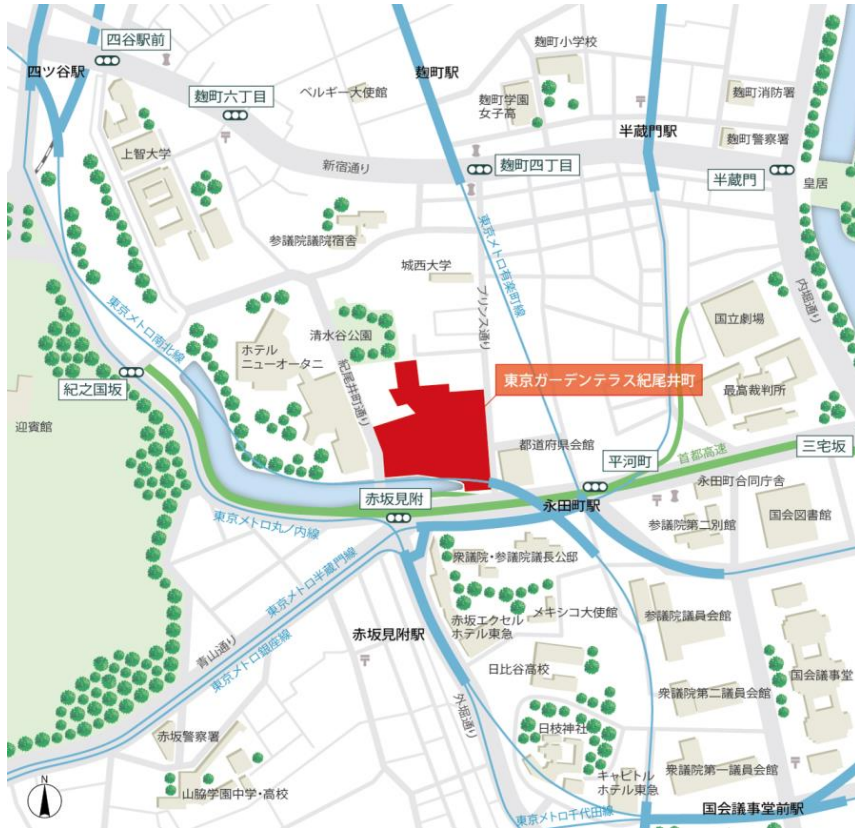 四谷駅前
四ツ谷駅
麹町六丁目
ベルギー大使館
麹町駅
麹町小学校
麹町学園
女子高
半蔵門駅
麹町消防署
麹町警察署
半蔵門
皇居
上智大学
新宿通り
麹町四丁目
参議院議員宿舎
城西大学
東京メトロ有楽町線
プリンス通り
内堀通り
国立劇場
最高裁判所
東京メトロ南北線
清水谷公園
ホテル
ニューオータニ
紀尾井町通り
東京ガーデンテラス紀尾井町
紀之国坂
迎賓館
都道府県会館
平河町
首都高速
三宅坂
赤坂見附
永田町駅
永田町合同庁舎
参議院第二別館
国会図書館
東京メトロ丸ノ内線
東京メトロ半蔵門線
東京メトロ銀座線
青山通り
衆議院・参議院議長公邸
赤坂エクセル
ホテル東急
メキシコ大使館
参議院議員会館
赤坂見附駅
日比谷高校
外堀通り
国会議事堂
衆議院第二議員会館
日枝神社
赤坂警察署
山脇学園中学・高校
キャピトル
ホテル東急
衆議院第一議員会館
国会議事堂前駅
東京メトロ千代田線
N